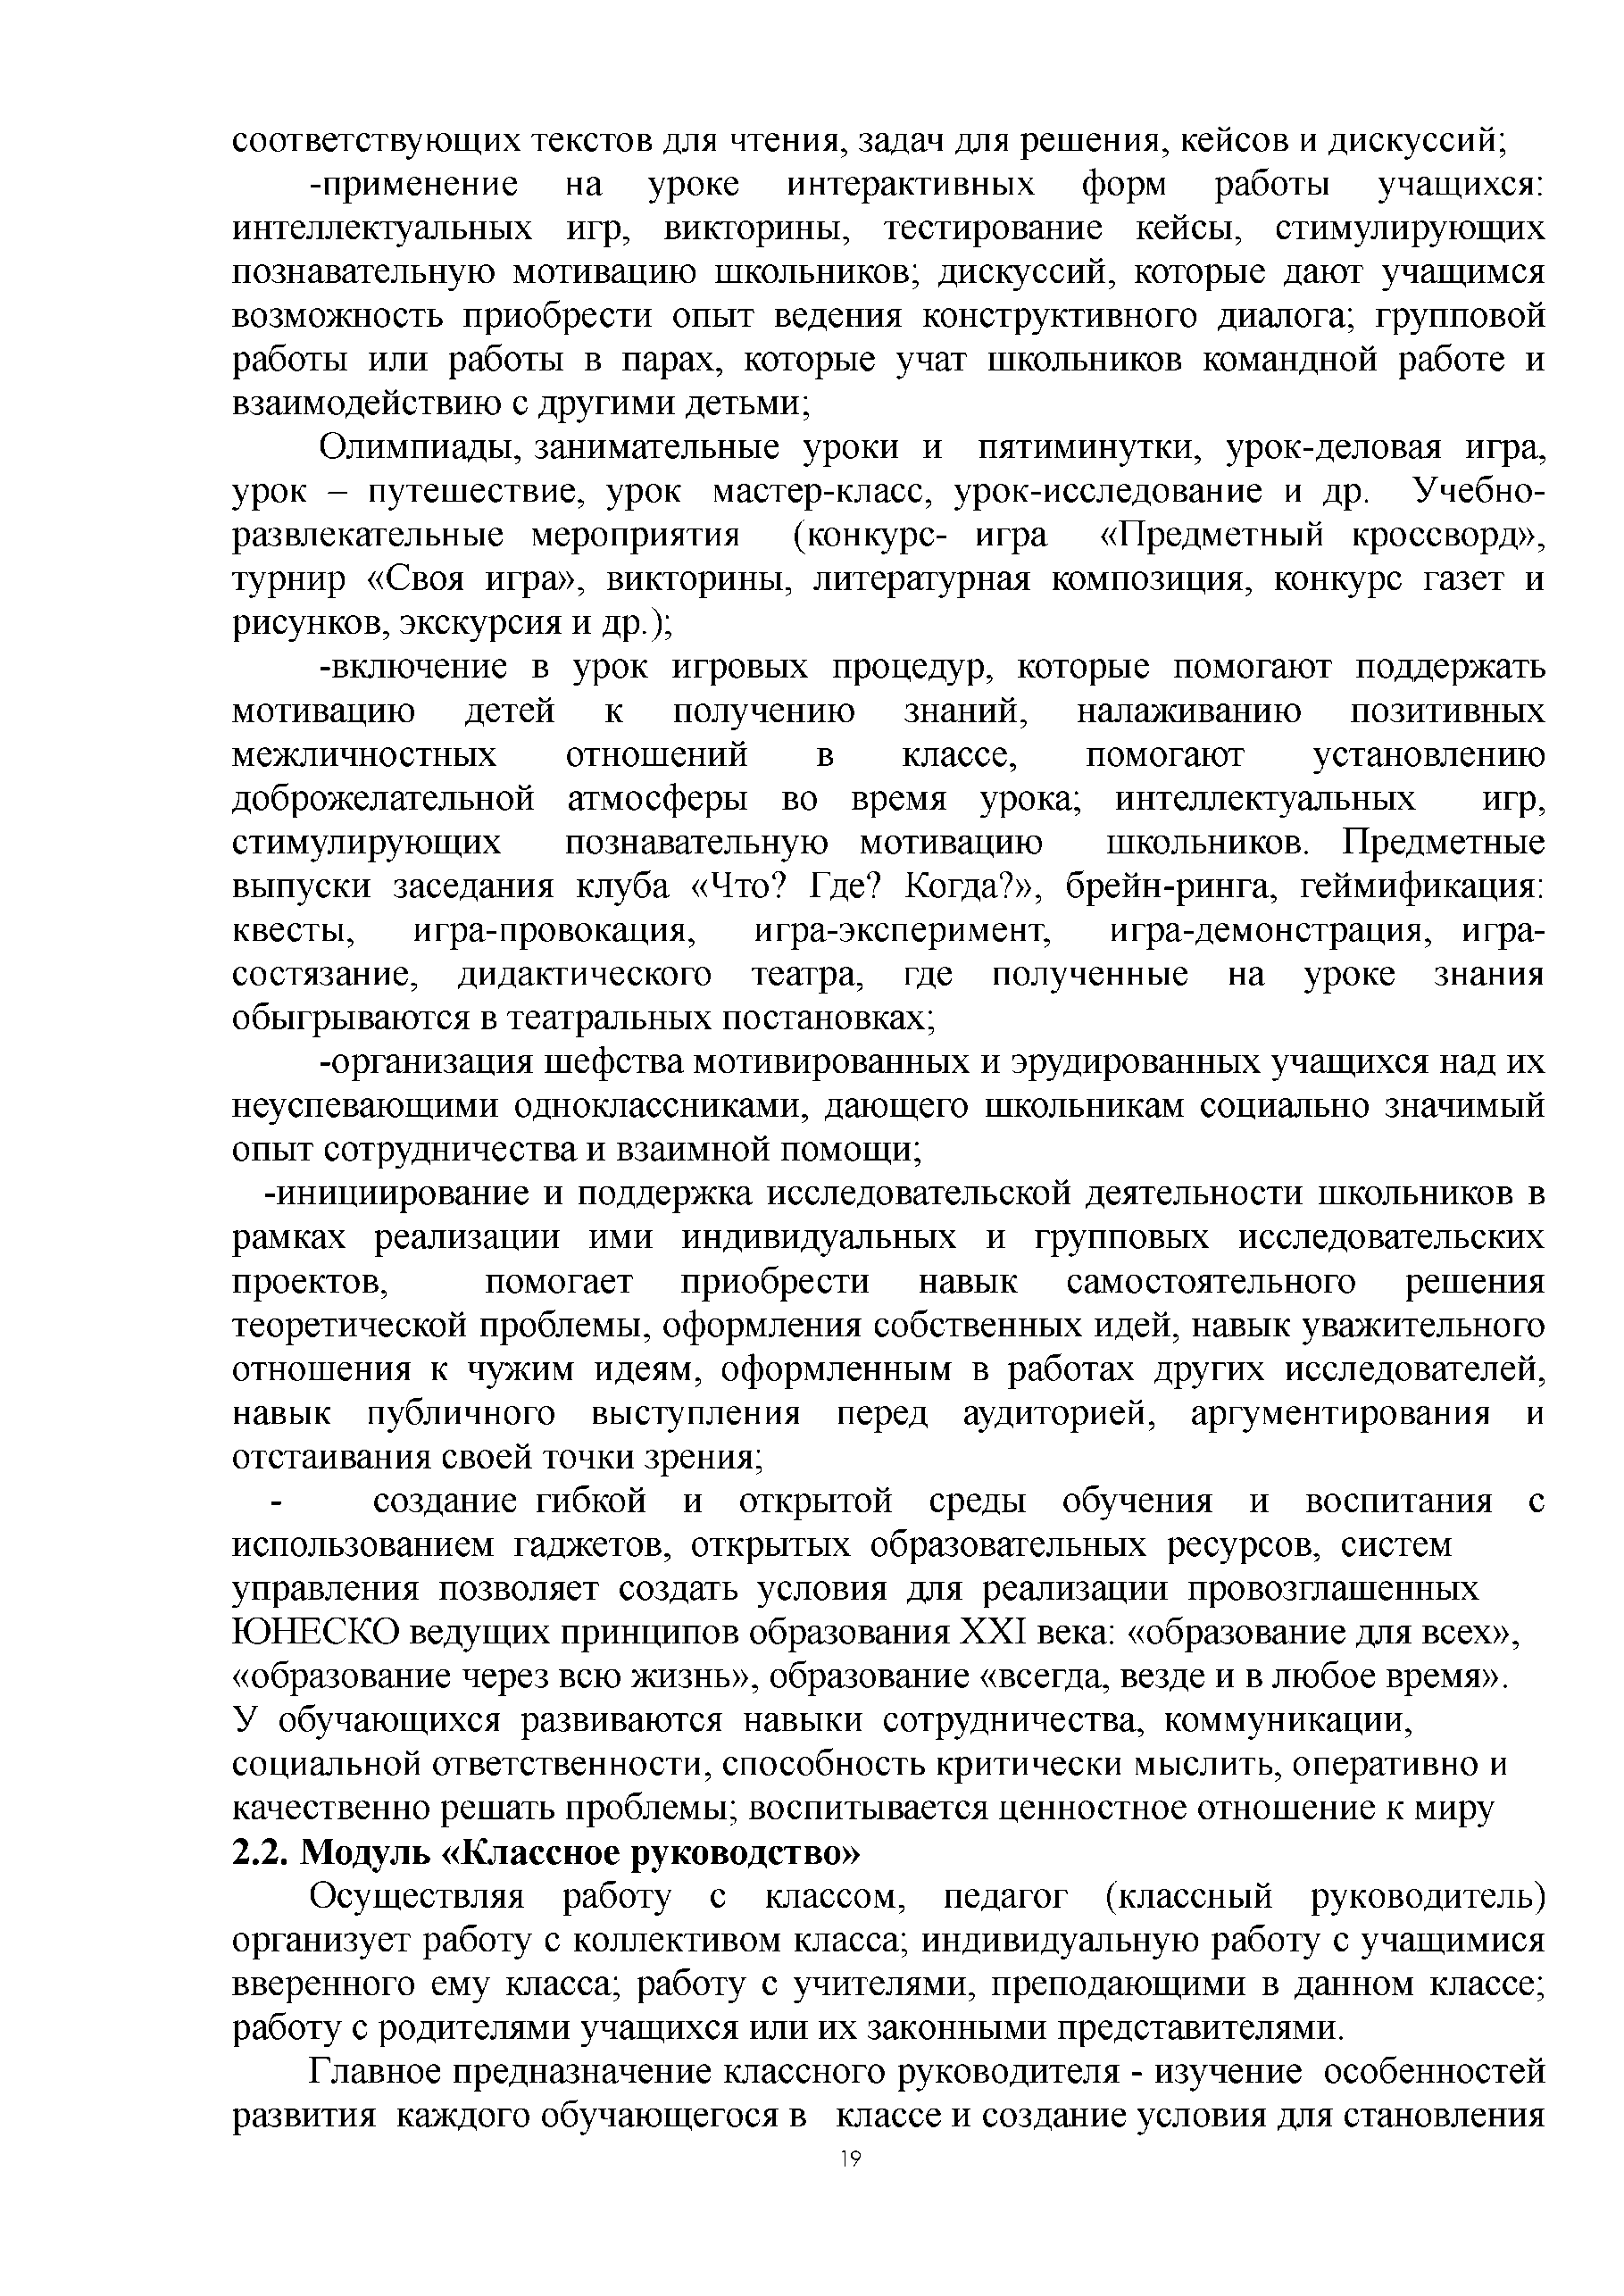 соответствующих текстов для чтения, задач для решения, кейсов и дискуссий;
-применение на уроке интерактивных форм работы учащихся:
интеллектуальных игр, викторины, тестирование кейсы, стимулирующих
познавательную мотивацию школьников; дискуссий, которые дают учащимся
возможность приобрести опыт ведения конструктивного диалога; групповой
работы или работы в парах, которые учат школьников командной работе и
взаимодействию с другими детьми;
Олимпиады, занимательные уроки и пятиминутки, урок-деловая игра,
урок – путешествие, урок мастер-класс, урок-исследование и др. Учебно-
развлекательные мероприятия (конкурс- игра «Предметный кроссворд»,
турнир «Своя игра», викторины, литературная композиция, конкурс газет и
рисунков, экскурсия и др.);
-включение в урок игровых процедур, которые помогают поддержать
мотивацию детей к получению знаний, налаживанию позитивных
межличностных отношений в классе, помогают установлению
доброжелательной атмосферы во время урока; интеллектуальных игр,
стимулирующих познавательную мотивацию школьников. Предметные
выпуски заседания клуба «Что? Где? Когда?», брейн-ринга, геймификация:
квесты, игра-провокация, игра-эксперимент, игра-демонстрация, игра-
состязание, дидактического театра, где полученные на уроке знания
обыгрываются в театральных постановках;
-организация шефства мотивированных и эрудированных учащихся над их
неуспевающими одноклассниками, дающего школьникам социально значимый
опыт сотрудничества и взаимной помощи;
-инициирование и поддержка исследовательской деятельности школьников в
рамках реализации ими индивидуальных и групповых исследовательских
проектов, помогает приобрести навык самостоятельного решения
теоретической проблемы, оформления собственных идей, навык уважительного
отношения к чужим идеям, оформленным в работах других исследователей,
навык публичного выступления перед аудиторией, аргументирования и
отстаивания своей точки зрения;
- создание гибкой и открытой среды обучения и воспитания с
использованием гаджетов, открытых образовательных ресурсов, систем
управления позволяет создать условия для реализации провозглашенных
ЮНЕСКО ведущих принципов образования XXI века: «образование для всех»,
«образование через всю жизнь», образование «всегда, везде и в любое время».
У обучающихся развиваются навыки сотрудничества, коммуникации,
социальной ответственности, способность критически мыслить, оперативно и
качественно решать проблемы; воспитывается ценностное отношение к миру
2.2. Модуль «Классное руководство»
Осуществляя работу с классом, педагог (классный руководитель)
организует работу с коллективом класса; индивидуальную работу с учащимися
вверенного ему класса; работу с учителями, преподающими в данном классе;
работу с родителями учащихся или их законными представителями.
Главное предназначение классного руководителя - изучение особенностей
развития каждого обучающегося в классе и создание условия для становления
19